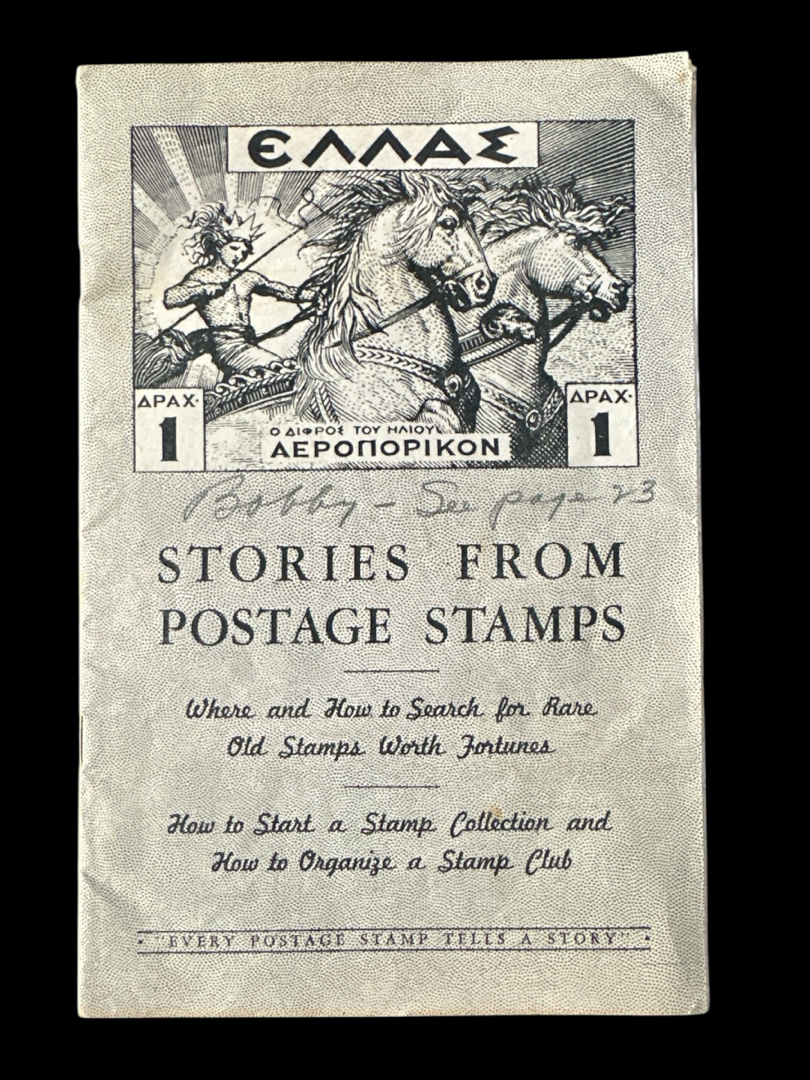 ΕΛΛΑΣ
ΔΡΑΧ·
1
Ο ΔΙΦΡΟΣ ΤΟΥ ΗΛΙΟΥ
ΑΕΡΟΠΟΡΙΚΟΝ
ΔΡΑΧ·
1
Bobby - See page 23
STORIES FROM
POSTAGE STAMPS
Where and How to Search for Rare
Old Stamps Worth Fortunes
How to Start a Stamp Collection and
How to Organize a Stamp Club
· "EVERY POSTAGE STAMP TELLS A STORY" ·